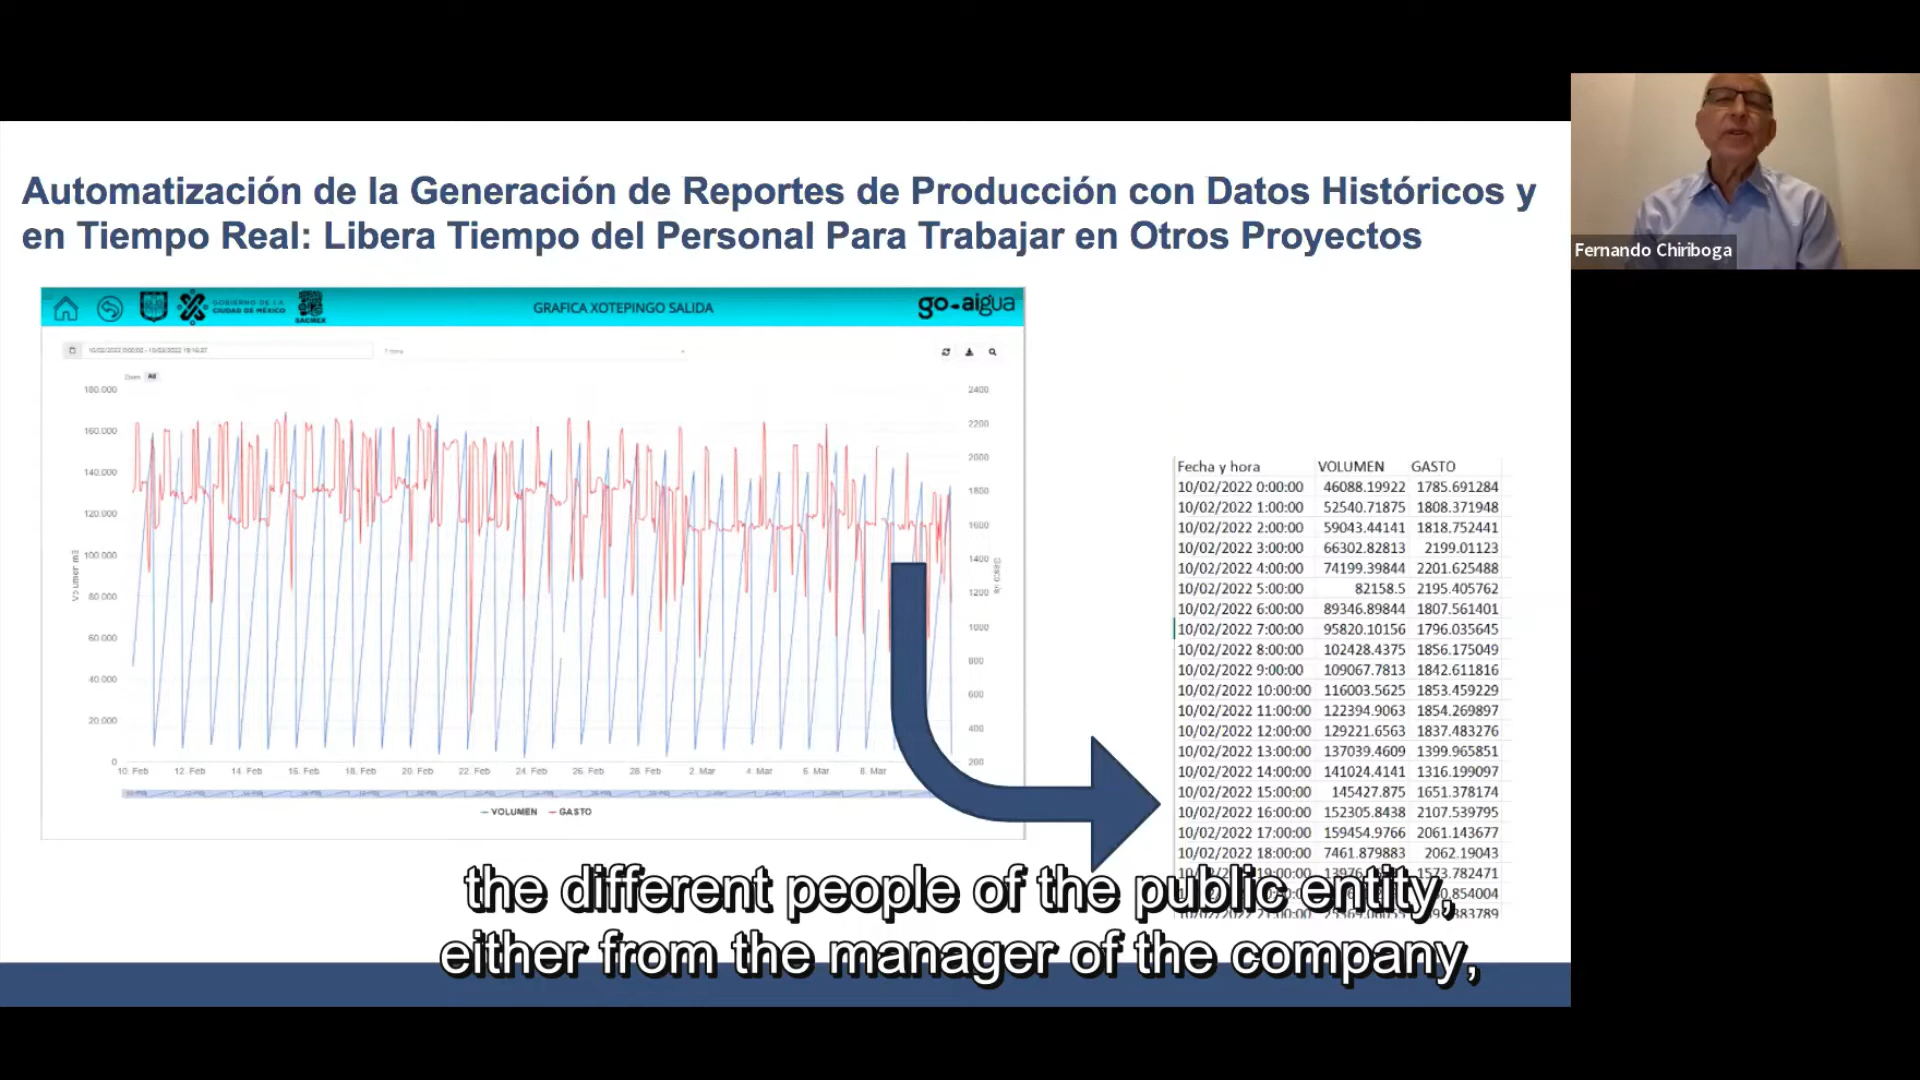 Fernando Chiriboga
Automatización de la Generación de Reportes de Producción con Datos Históricos y
en Tiempo Real: Libera Tiempo del Personal Para Trabajar en Otros Proyectos
GOBIERNO DE LA
CIUDAD DE MÉXICO
SACMEX
GRAFICA XOTEPINGO SALIDA
go-aigua
Zoom All
180.000
160.000
140.000
120.000
100.000
80.000
60.000
40.000
20.000
0
Volumen m3
2400
2200
2000
1800
1600
1400
1200
1000
800
600
400
200
10. Feb 12. Feb 14. Feb 16. Feb 18. Feb 20. Feb 22. Feb 24. Feb 26. Feb 28. Feb 2. Mar 4. Mar 6. Mar 8. Mar
VOLUMEN GASTO
Fecha y hora VOLUMEN GASTO
10/02/2022 0:00:00 46088.19922 1785.691284
10/02/2022 1:00:00 52540.71875 1808.371948
10/02/2022 2:00:00 59043.44141 1818.752441
10/02/2022 3:00:00 66302.82813 2199.01123
10/02/2022 4:00:00 74199.39844 2201.625488
10/02/2022 5:00:00 82158.5 2195.405762
10/02/2022 6:00:00 89346.89844 1807.561401
10/02/2022 7:00:00 95820.10156 1796.035645
10/02/2022 8:00:00 102428.4375 1856.175049
10/02/2022 9:00:00 109067.7813 1842.611816
10/02/2022 10:00:00 116003.5625 1853.459229
10/02/2022 11:00:00 122394.9063 1854.269897
10/02/2022 12:00:00 129221.6563 1837.483276
10/02/2022 13:00:00 137039.4609 1399.965851
10/02/2022 14:00:00 141024.4141 1316.199097
10/02/2022 15:00:00 145427.875 1651.378174
10/02/2022 16:00:00 152305.8438 2107.539795
10/02/2022 17:00:00 159454.9766 2061.143677
10/02/2022 18:00:00 7461.879883 2062.19043
the different people of the public entity,
either from the manager of the company,